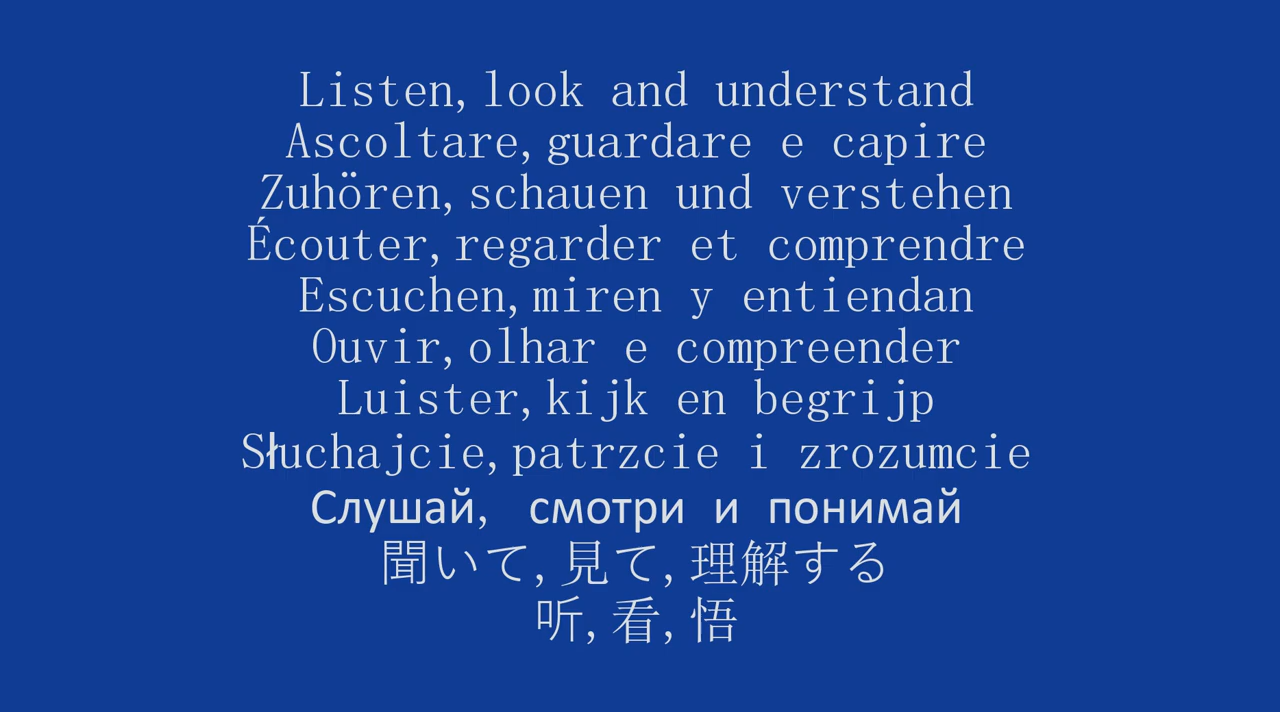 Listen, look and understand
Ascoltare, guardare e capire
Zuhören, schauen und verstehen
Écouter, regarder et comprendre
Escuchen, miren y entiendan
Ouvir, olhar e compreender
Luister, kijk en begrijp
Słuchajcie, patrzcie i zrozumcie
Слушай, смотри и понимай
聞いて, 見て, 理解する
听, 看, 悟